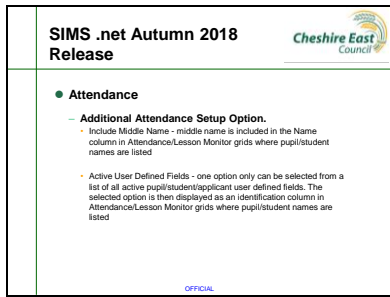 SIMS .net Autumn 2018
Release
Cheshire East
Council
Attendance
– Additional Attendance Setup Option.
• Include Middle Name - middle name is included in the Name
column in Attendance/Lesson Monitor grids where pupil/student
names are listed
• Active User Defined Fields - one option only can be selected from a
list of all active pupil/student/applicant user defined fields. The
selected option is then displayed as an identification column in
Attendance/Lesson Monitor grids where pupil/student names are
listed
OFFICIAL